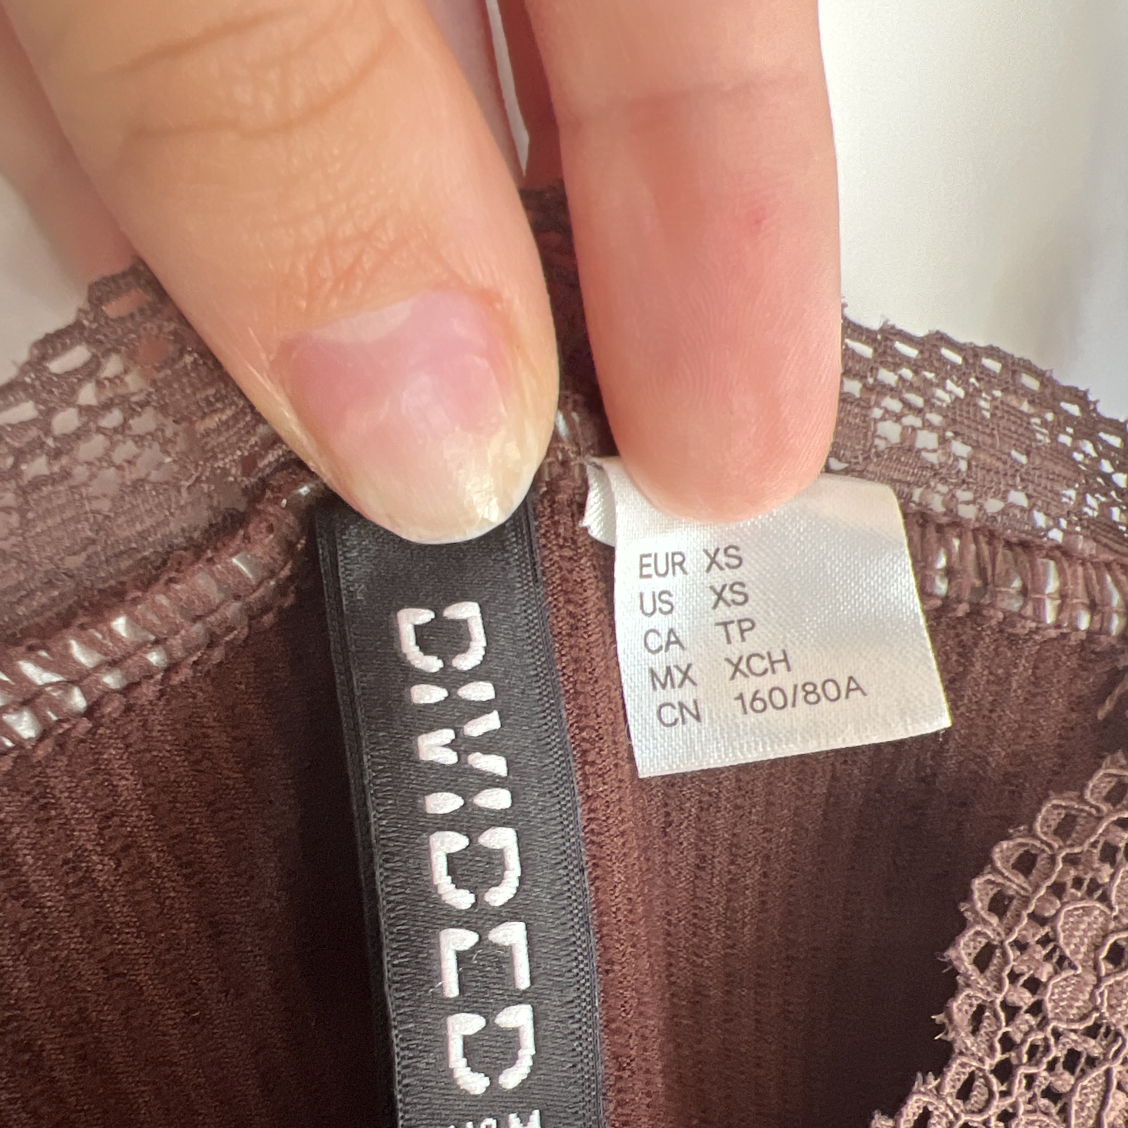 DIVIDED
EUR XS
US XS
CA TP
MX XCH
CN 160/80A